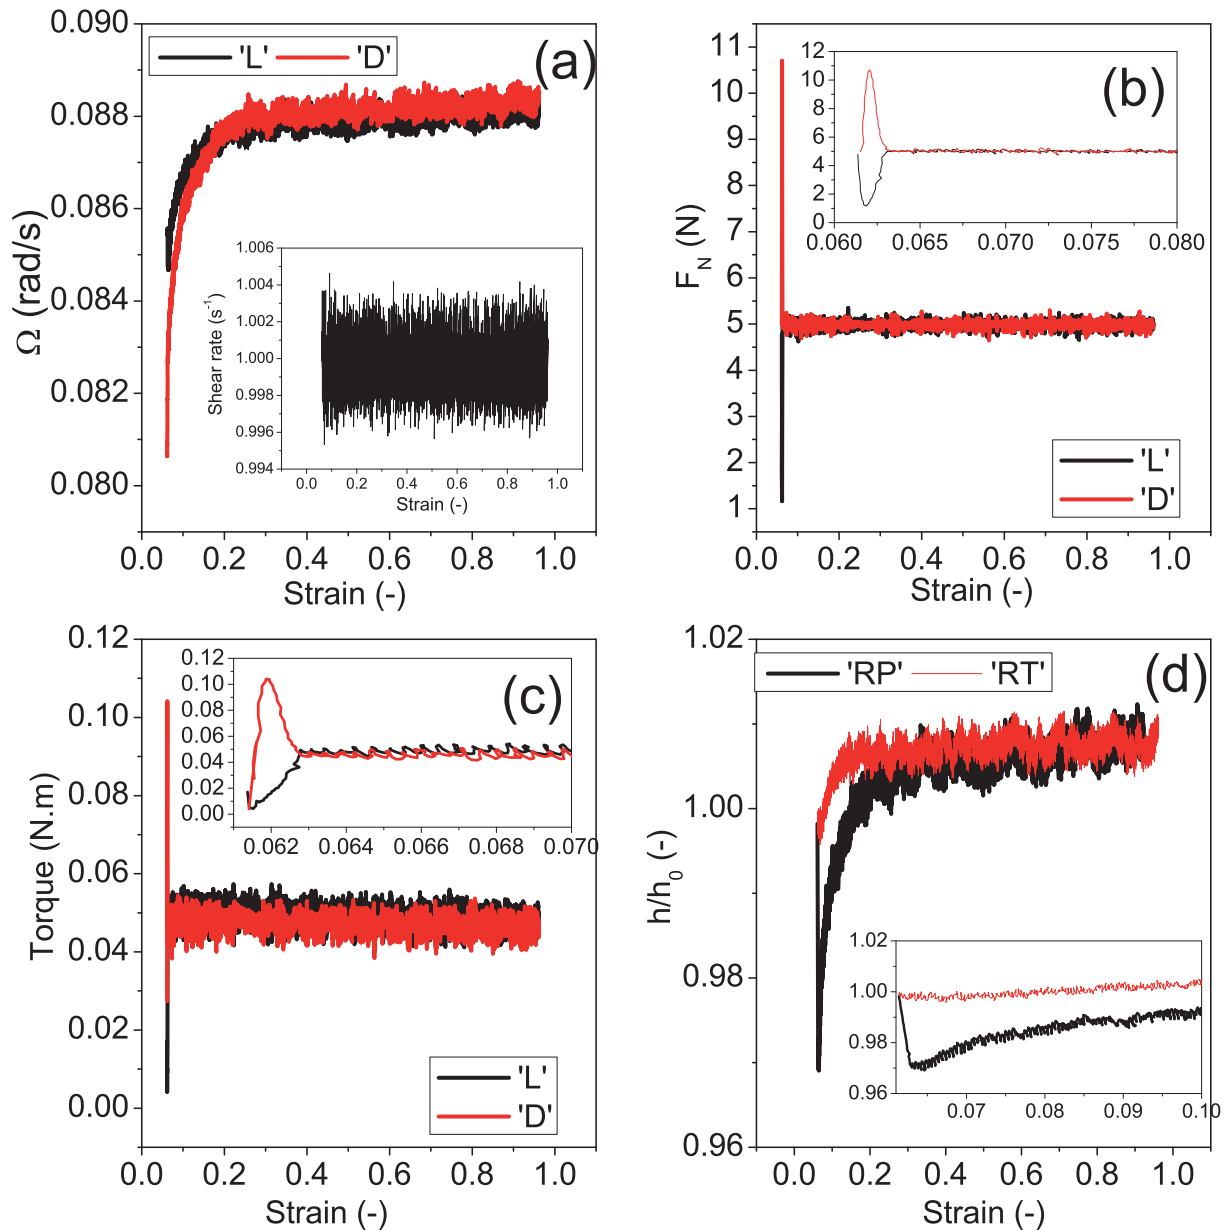 (a)
'L' 'D'
0.090
0.088
0.086
0.084
0.082
0.080
Ω (rad/s)
0.0 0.2 0.4 0.6 0.8 1.0
Strain (-)
1.006
1.004
1.002
1.000
0.998
0.996
0.994
Shear rate (s⁻¹)
0.0 0.2 0.4 0.6 0.8 1.0
Strain (-)
(b)
11
10
9
8
7
6
5
4
3
2
1
F_N (N)
0.0 0.2 0.4 0.6 0.8 1.0
Strain (-)
12
10
8
6
4
2
0
0.060 0.065 0.070 0.075 0.080
'L'
'D'
(c)
0.12
0.10
0.08
0.06
0.04
0.02
0.00
Torque (N.m)
0.0 0.2 0.4 0.6 0.8 1.0
Strain (-)
0.12
0.10
0.08
0.06
0.04
0.02
0.00
0.062 0.064 0.066 0.068 0.070
'L'
'D'
(d)
'RP' 'RT'
1.02
1.00
0.98
0.96
h/h₀ (-)
0.0 0.2 0.4 0.6 0.8 1.0
Strain (-)
1.02
1.00
0.98
0.96
0.07 0.08 0.09 0.10